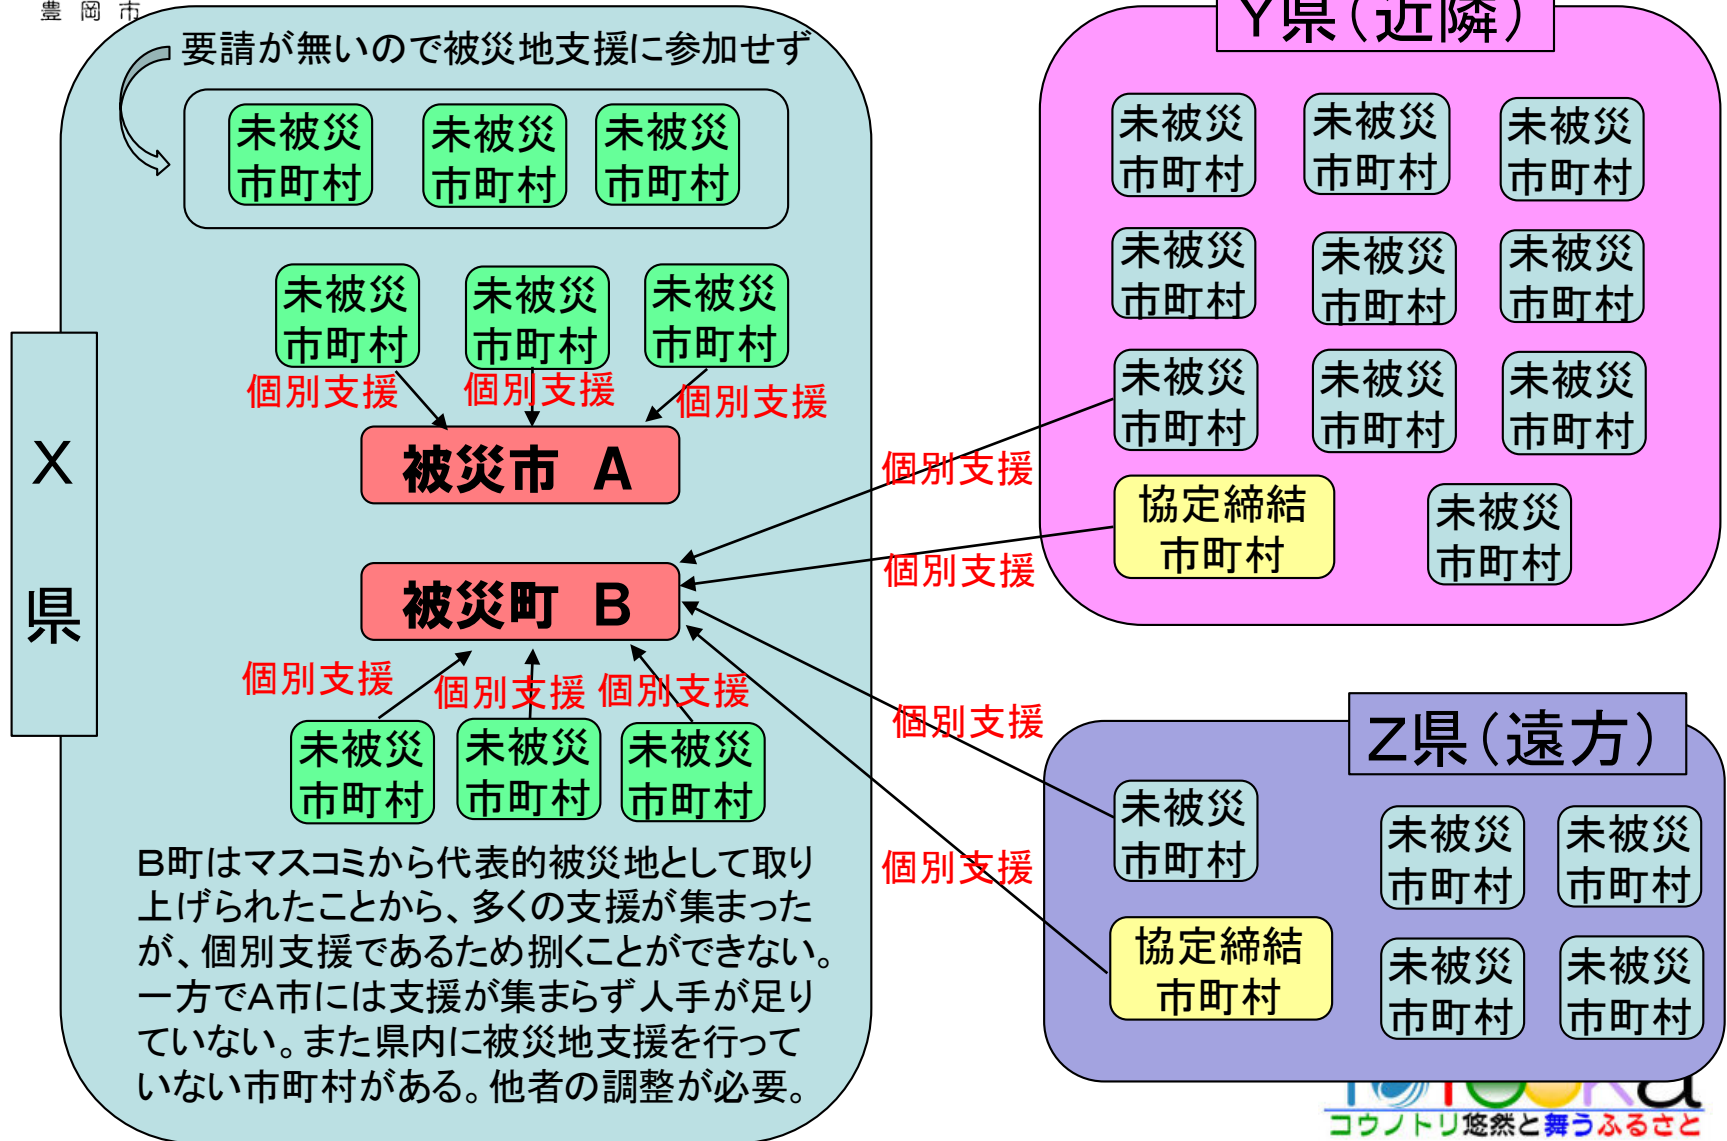 豊岡市
要請が無いので被災地支援に参加せず
未被災
市町村
未被災
市町村
未被災
市町村
未被災
市町村
未被災
市町村
未被災
市町村
個別支援
個別支援
個別支援
被災市 A
X
県
被災町 B
個別支援
個別支援
個別支援
未被災
市町村
未被災
市町村
未被災
市町村
B町はマスコミから代表的被災地として取り
上げられたことから、多くの支援が集まった
が、個別支援であるため捌くことができない。
一方でA市には支援が集まらず人手が足り
ていない。また県内に被災地支援を行って
いない市町村がある。他者の調整が必要。
個別支援
個別支援
個別支援
個別支援
Y県(近隣)
未被災
市町村
未被災
市町村
未被災
市町村
未被災
市町村
未被災
市町村
未被災
市町村
未被災
市町村
未被災
市町村
未被災
市町村
協定締結
市町村
未被災
市町村
Z県(遠方)
未被災
市町村
未被災
市町村
未被災
市町村
協定締結
市町村
未被災
市町村
未被災
市町村
コウノトリ悠然と舞うふるさと